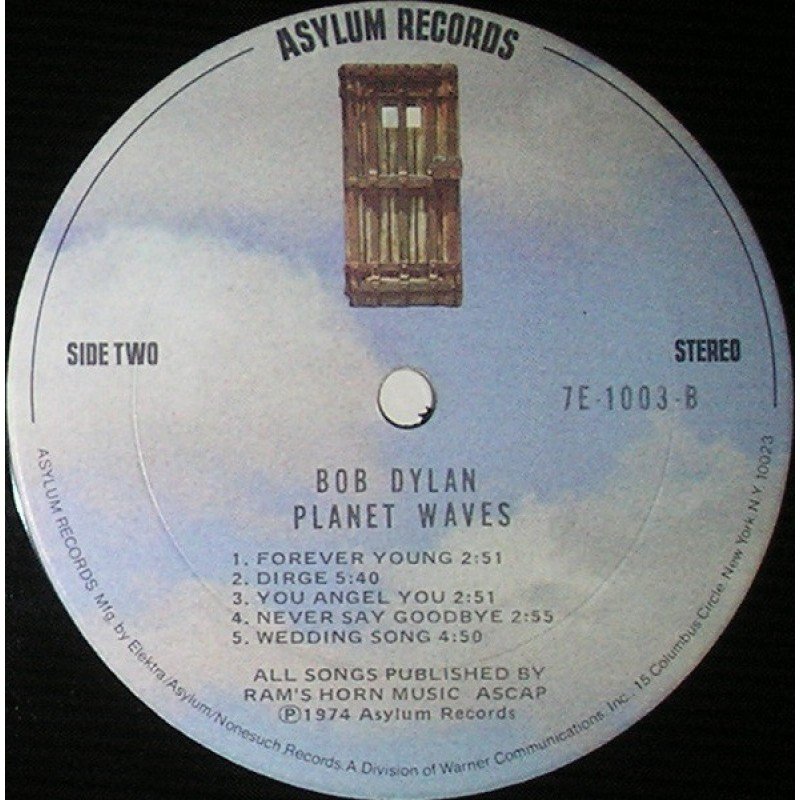 ASYLUM RECORDS
SIDE TWO
STEREO
7E-1003-B
BOB DYLAN
PLANET WAVES
1. FOREVER YOUNG 2:51
2. DIRGE 5:40
3. YOU ANGEL YOU 2:51
4. NEVER SAY GOODBYE 2:55
5. WEDDING SONG 4:50
ALL SONGS PUBLISHED BY
RAM'S HORN MUSIC ASCAP
Ⓟ1974 Asylum Records
ASYLUM RECORDS. Mfg. by Elektra/Asylum/Nonesuch Records. A Division of Warner Communications, Inc., 15 Columbus Circle, New York, N.Y. 10023